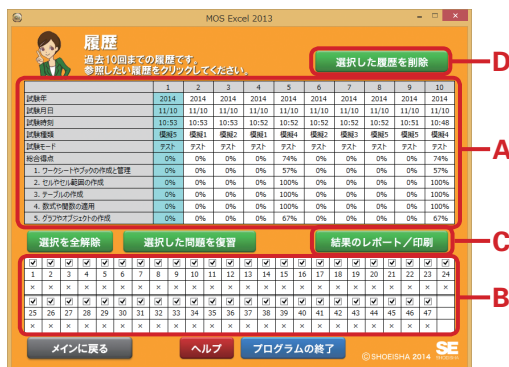 MOS Excel 2013
履歴
過去10回までの履歴です。
参照したい履歴をクリックしてください。
選択した履歴を削除
D
1 2 3 4 5 6 7 8 9 10
試験年 2014 2014 2014 2014 2014 2014 2014 2014 2014 2014
試験月日 11/10 11/10 11/10 11/10 11/10 11/10 11/10 11/10 11/10 11/10
試験時刻 10:53 10:53 10:52 10:52 10:52 10:52 10:52 10:52 10:51 10:48
試験種類 模擬5 模擬1 模擬2 模擬1 模擬4 模擬1 模擬2 模擬3 模擬5 模擬4
試験モード テスト テスト テスト テスト テスト テスト テスト テスト テスト テスト
総合得点 0% 0% 0% 0% 74% 0% 0% 0% 0% 74%
1. ワークシートやブックの作成と管理 0% 0% 0% 0% 57% 0% 0% 0% 0% 57%
2. セルやセル範囲の作成 0% 0% 0% 0% 100% 0% 0% 0% 0% 100%
3. テーブルの作成 0% 0% 0% 0% 100% 0% 0% 0% 0% 100%
4. 数式や関数の適用 0% 0% 0% 0% 100% 0% 0% 0% 0% 100%
5. グラフやオブジェクトの作成 0% 0% 0% 0% 67% 0% 0% 0% 0% 67%
A
選択を全解除 選択した問題を復習 結果のレポート／印刷
C
1 2 3 4 5 6 7 8 9 10 11 12 13 14 15 16 17 18 19 20 21 22 23 24
× × × × × × × × × × × × × × × × × × × × × × × ×
25 26 27 28 29 30 31 32 33 34 35 36 37 38 39 40 41 42 43 44 45 46 47
× × × × × × × × × × × × × × × × × × × × × × ×
B
メインに戻る ヘルプ プログラムの終了
©SHOEISHA 2014 SE
SHOEISHA